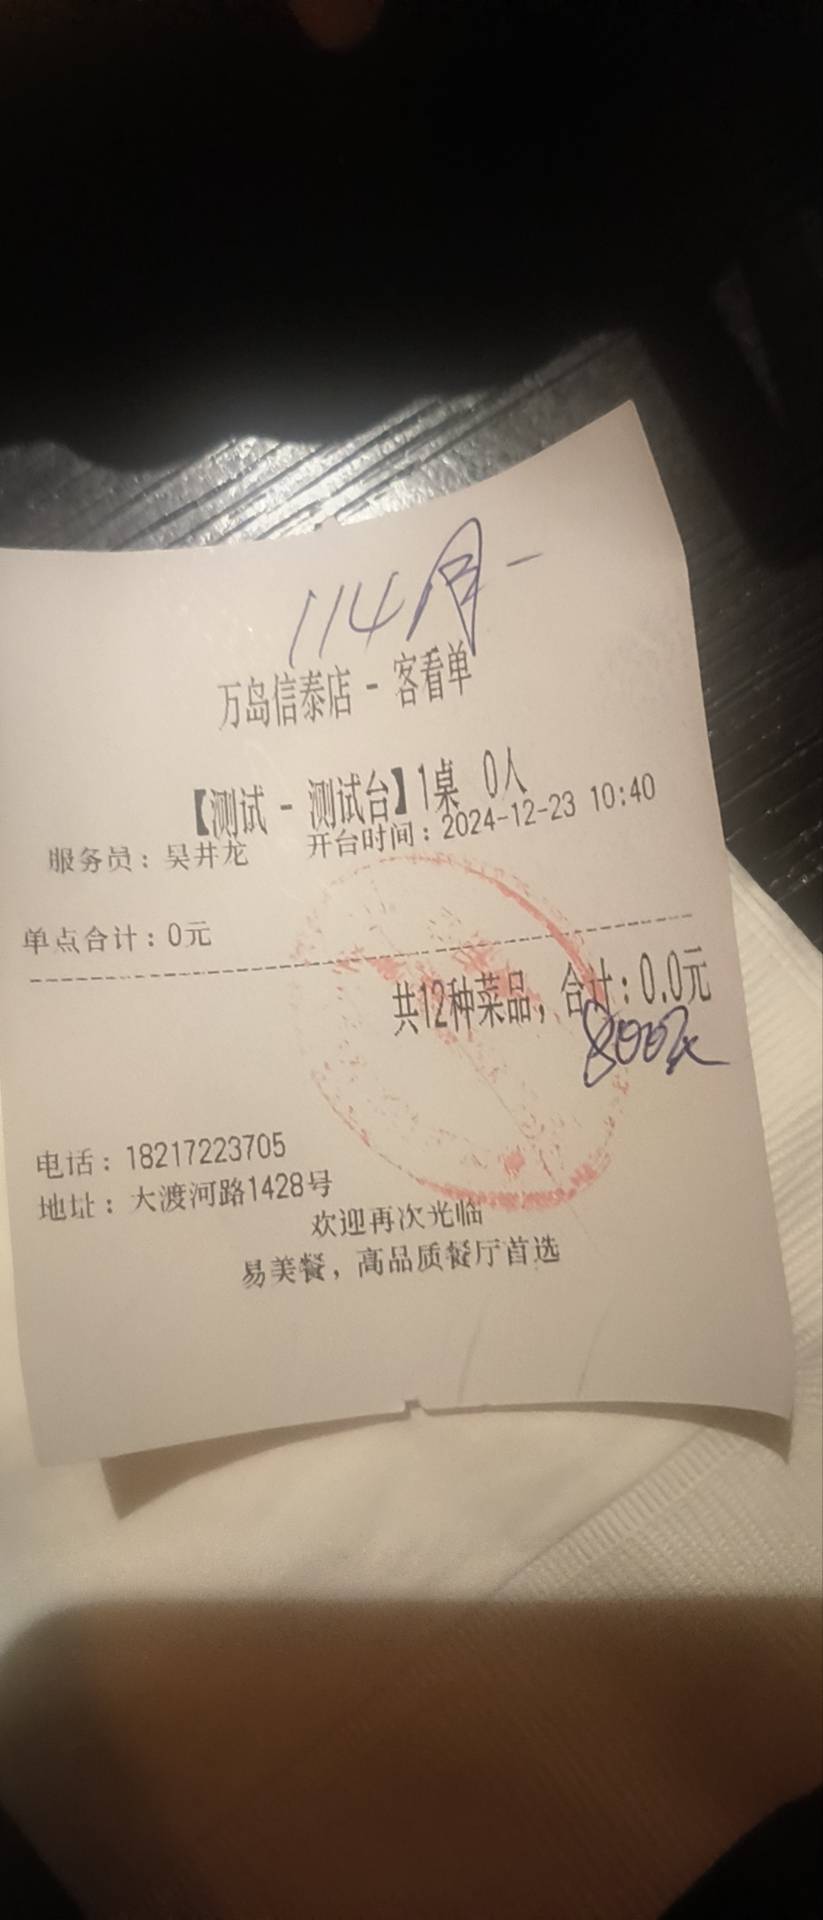 114月一
万岛信泰店 - 客看单
【测试 - 测试台】1桌 0人
服务员：吴井龙 开台时间：2024-12-23 10:40
单点合计：0元
共12种菜品，合计：0.0元
800元
电话：18217223705
地址：大渡河路1428号
欢迎再次光临
易美餐，高品质餐厅首选